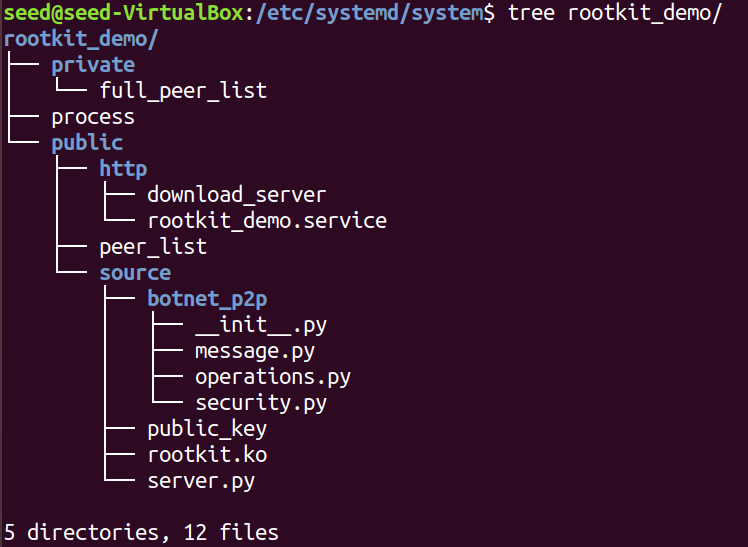 seed@seed-VirtualBox:/etc/systemd/system$ tree rootkit_demo/
rootkit_demo/
├── private
│   └── full_peer_list
├── process
└── public
    ├── http
    │   ├── download_server
    │   └── rootkit_demo.service
    ├── peer_list
    └── source
        ├── botnet_p2p
        │   ├── __init__.py
        │   ├── message.py
        │   ├── operations.py
        │   └── security.py
        ├── public_key
        ├── rootkit.ko
        └── server.py

5 directories, 12 files